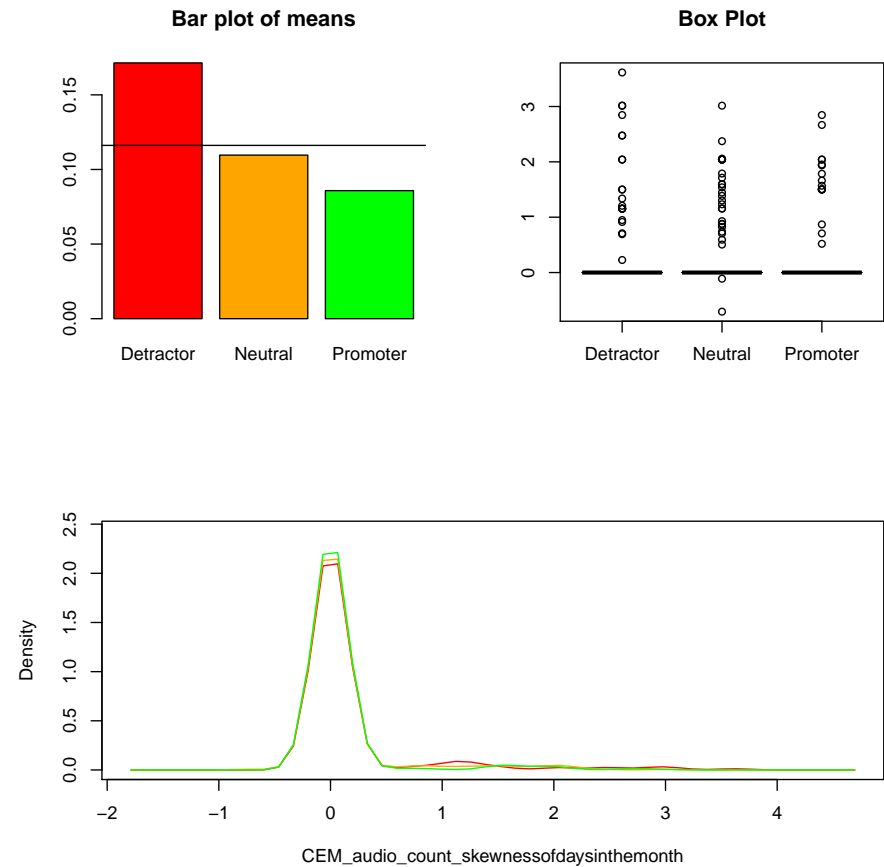 Bar plot of means
0.15
0.10
0.05
0.00
Detractor Neutral Promoter
Box Plot
3
2
1
0
Detractor Neutral Promoter
2.5
2.0
1.5
1.0
0.5
0.0
Density
−2 −1 0 1 2 3 4
CEM_audio_count_skewnessofdaysinthemonth